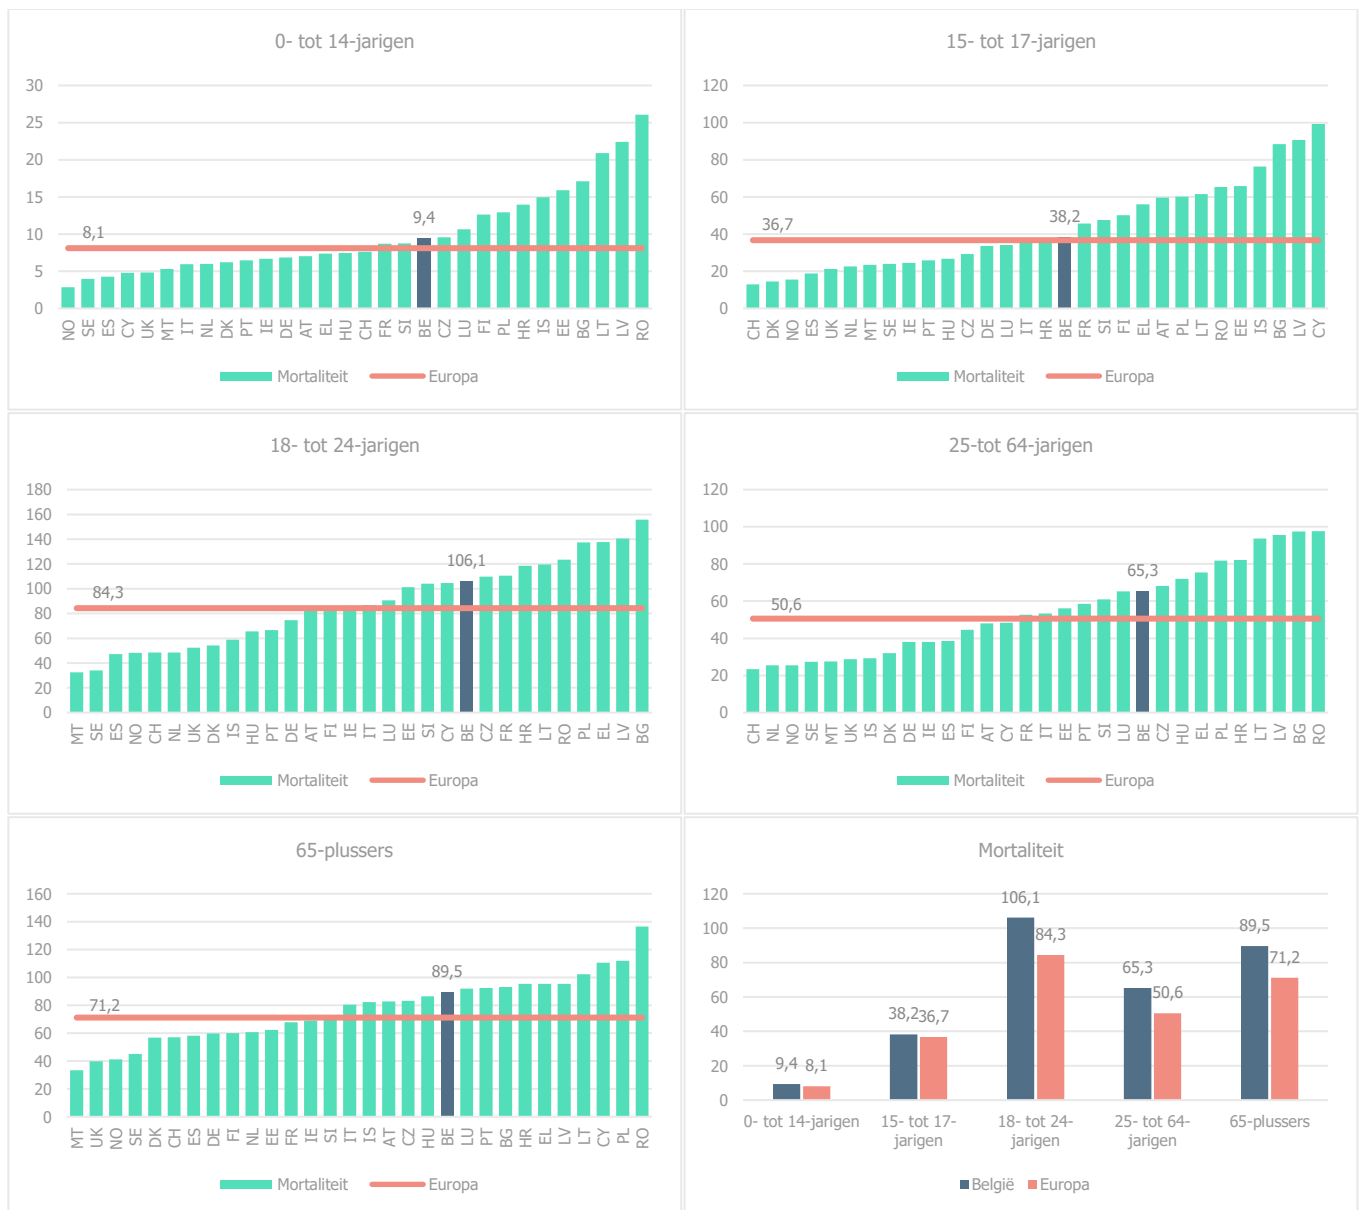 0- tot 14-jarigen
30
25
20
15
10
5
0
8,1
9,4
NO SE ES CY UK MT IT NL DK PT IE DE AT EL HU CH FR SI BE CZ LU FI PL HR IS EE BG LT LV RO
Mortaliteit Europa
15- tot 17-jarigen
120
100
80
60
40
20
0
36,7
38,2
CH DK NO ES UK NL MT SE IE PT HU CZ DE LU IT HR BE FR SI FI EL AT PL LT RO EE IS BG LV CY
Mortaliteit Europa
18- tot 24-jarigen
180
160
140
120
100
80
60
40
20
0
84,3
106,1
MT SE ES NO CH NL UK DK IS HU PT DE AT FI IE IT LU EE SI CY BE CZ FR HR LT RO PL EL LV BG
Mortaliteit Europa
25-tot 64-jarigen
120
100
80
60
40
20
0
50,6
65,3
CH NL NO SE MT UK IS DK DE IE ES FI AT CY FR IT EE PT SI LU BE CZ HU EL PL HR LT LV BG RO
Mortaliteit Europa
65-plussers
160
140
120
100
80
60
40
20
0
71,2
89,5
MT UK NO SE DK CH ES DE FI NL EE FR IE SI IT IS AT CZ HU BE LU PT BG HR EL LV LT CY PL RO
Mortaliteit Europa
Mortaliteit
120
100
80
60
40
20
0
9,4 8,1
38,2 36,7
106,1
84,3
65,3
50,6
89,5
71,2
0- tot 14-jarigen
15- tot 17-
jarigen
18- tot 24-
jarigen
25- tot 64-
jarigen
65-plussers
België Europa